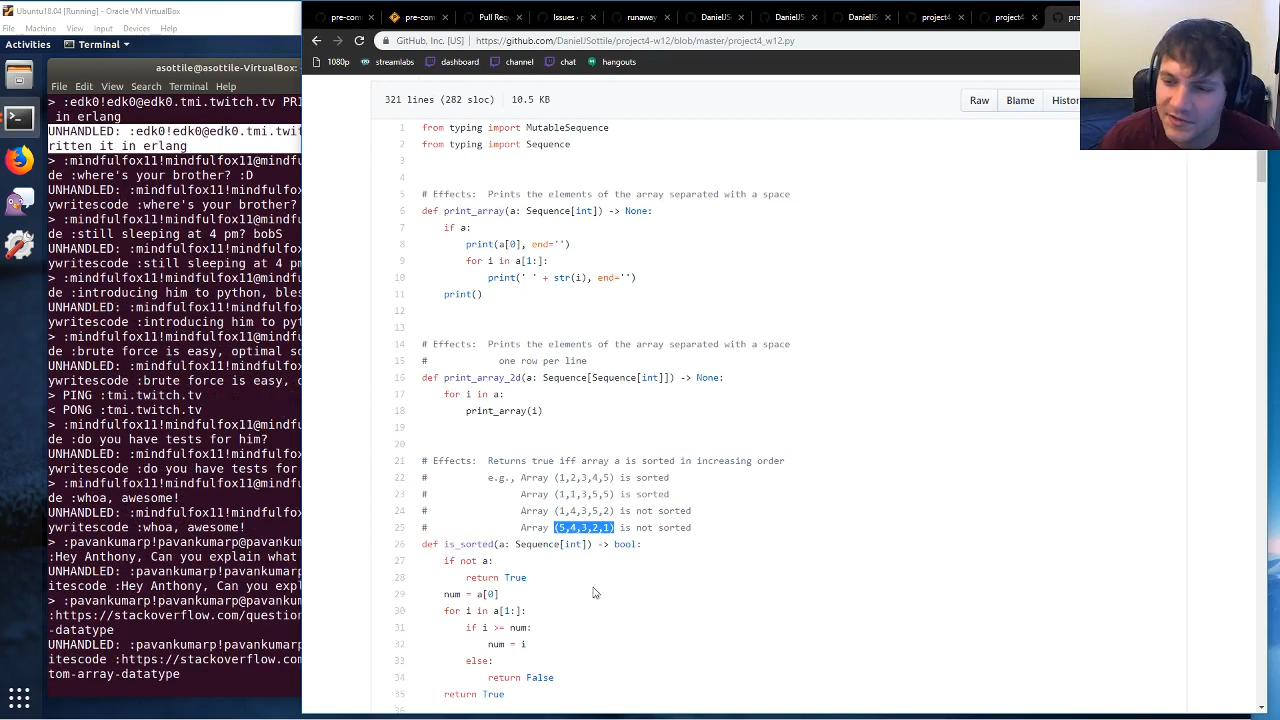 Ubuntu18.04 [Running] - Oracle VM VirtualBox
File Machine View Input Devices Help
Activities Terminal
asottile@asottile-VirtualBox:
File Edit View Search Terminal Help
> :edk0!edk0@edk0.tmi.twitch.tv PRI
in erlang
UNHANDLED: :edk0!edk0@edk0.tmi.twit
ritten it in erlang
> :mindfulfox11!mindfulfox11@mindfu
de :where's your brother? :D
UNHANDLED: :mindfulfox11!mindfulfox
ywritescode :where's your brother?
> :mindfulfox11!mindfulfox11@mindfu
de :still sleeping at 4 pm? bobS
UNHANDLED: :mindfulfox11!mindfulfox
ywritescode :still sleeping at 4 pm
> :mindfulfox11!mindfulfox11@mindfu
de :introducing him to python, bles
UNHANDLED: :mindfulfox11!mindfulfox
ywritescode :introducing him to pyt
> :mindfulfox11!mindfulfox11@mindfu
de :brute force is easy, optimal so
UNHANDLED: :mindfulfox11!mindfulfox
ywritescode :brute force is easy, o
> PING :tmi.twitch.tv
< PONG :tmi.twitch.tv
> :mindfulfox11!mindfulfox11@mindfu
de :do you have tests for him?
UNHANDLED: :mindfulfox11!mindfulfox
ywritescode :do you have tests for
> :mindfulfox11!mindfulfox11@mindfu
de :whoa, awesome!
UNHANDLED: :mindfulfox11!mindfulfox
ywritescode :whoa, awesome!
> :pavankumarp!pavankumarp@pavankum
:Hey Anthony, Can you explain what
UNHANDLED: :pavankumarp!pavankumarp
itescode :Hey Anthony, Can you expl
> :pavankumarp!pavankumarp@pavankum
:https://stackoverflow.com/question
-datatype
UNHANDLED: :pavankumarp!pavankumarp
itescode :https://stackoverflow.com
tom-array-datatype
pre-com × pre-com × Pull Req × Issues · p × runaway × DanielJS × DanielJS × DanielJS × project4 × project4 × pro
GitHub, Inc. [US] https://github.com/DanielJSottile/project4-w12/blob/master/project4_w12.py
1080p streamlabs dashboard channel chat hangouts
321 lines (282 sloc) 10.5 KB
Raw Blame Histor
1 from typing import MutableSequence
2 from typing import Sequence
3
4
5 # Effects: Prints the elements of the array separated with a space
6 def print_array(a: Sequence[int]) -> None:
7 if a:
8 print(a[0], end='')
9 for i in a[1:]:
10 print(' ' + str(i), end='')
11 print()
12
13
14 # Effects: Prints the elements of the array separated with a space
15 # one row per line
16 def print_array_2d(a: Sequence[Sequence[int]]) -> None:
17 for i in a:
18 print_array(i)
19
20
21 # Effects: Returns true iff array a is sorted in increasing order
22 # e.g., Array (1,2,3,4,5) is sorted
23 # Array (1,1,3,5,5) is sorted
24 # Array (1,4,3,5,2) is not sorted
25 # Array (5,4,3,2,1) is not sorted
26 def is_sorted(a: Sequence[int]) -> bool:
27 if not a:
28 return True
29 num = a[0]
30 for i in a[1:]:
31 if i >= num:
32 num = i
33 else:
34 return False
35 return True
36